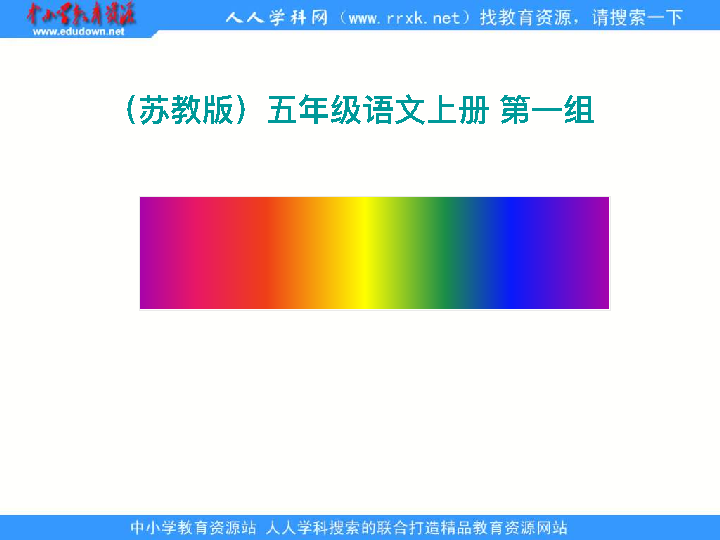 中小学教育资源
www.edudown.net
人人学科网（www.rrxk.net）找教育资源，请搜索一下
（苏教版）五年级语文上册 第一组
中小学教育资源站 人人学科搜索的联合打造精品教育资源网站